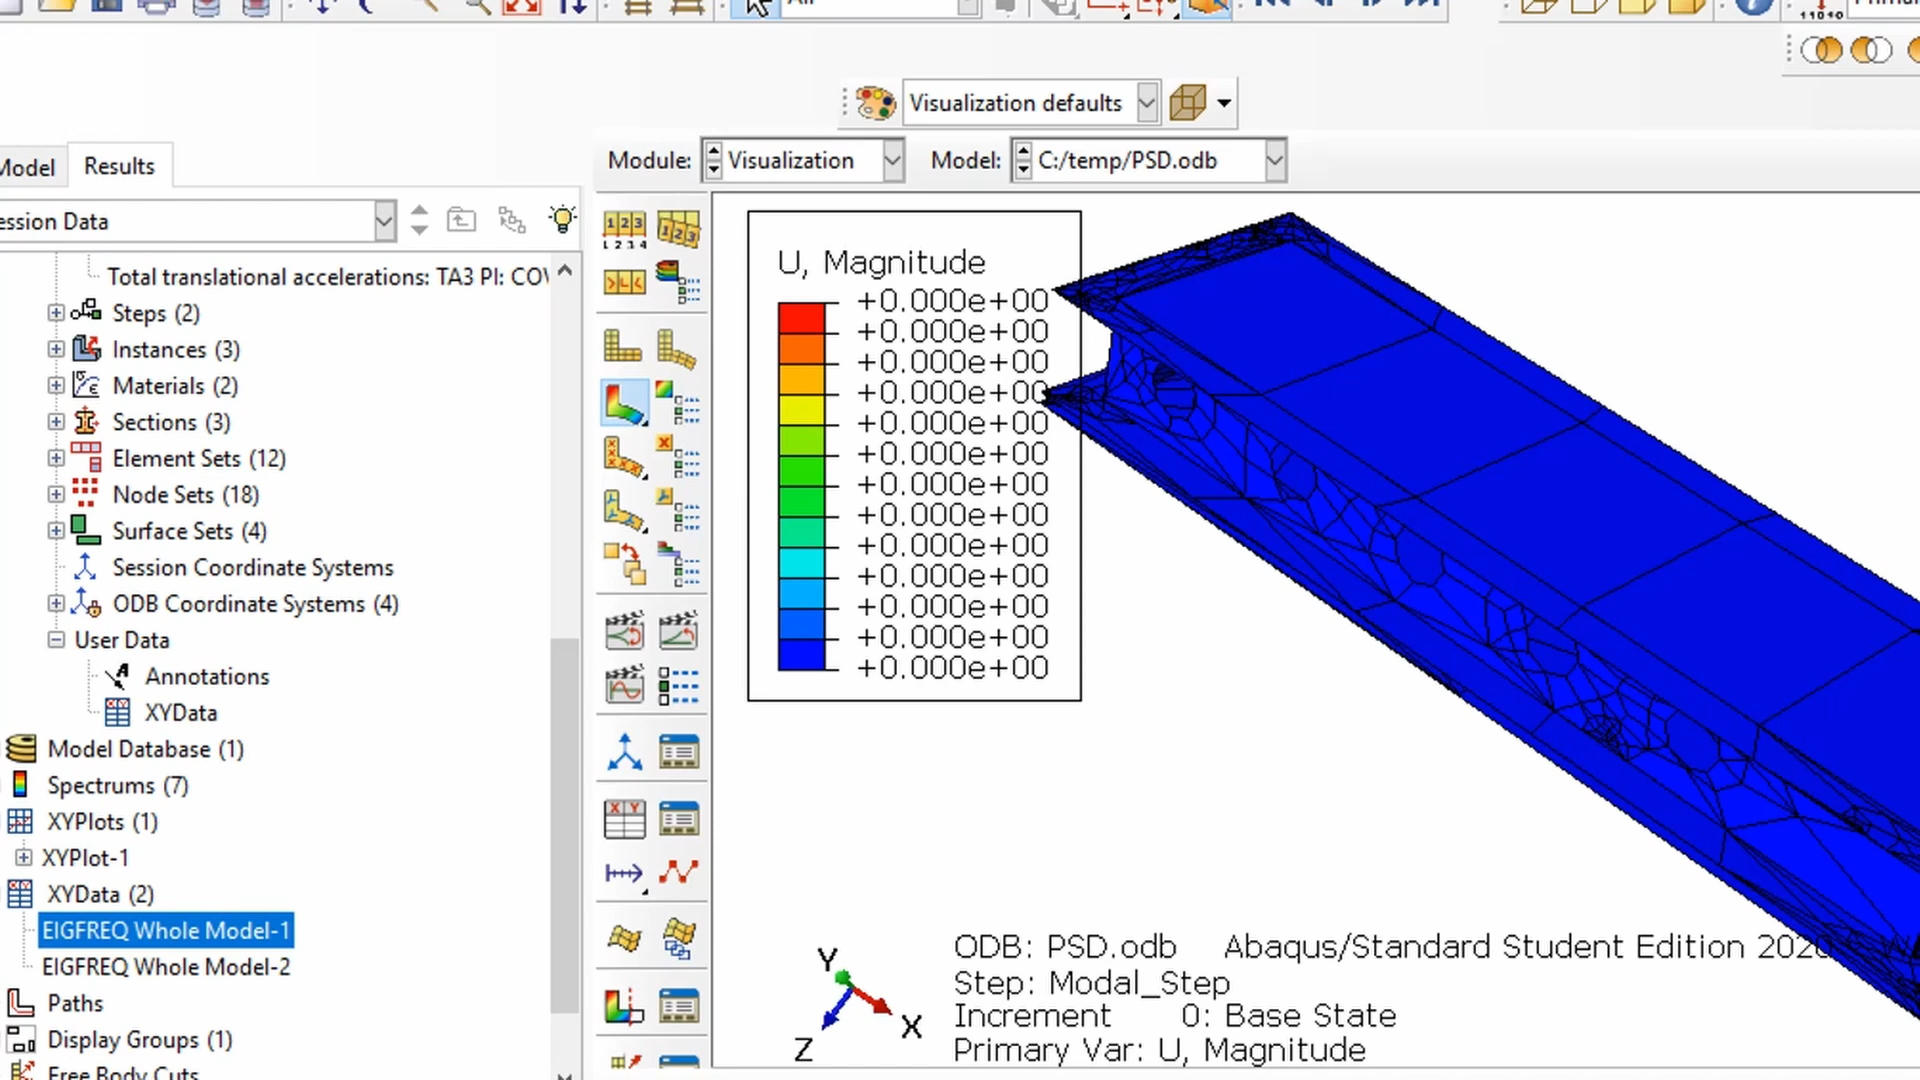 All
Visualization defaults
Model
Results
Module:
Visualization
Model:
C:/temp/PSD.odb
ession Data
Total translational accelerations: TA3 PI: COV
Steps (2)
Instances (3)
Materials (2)
Sections (3)
Element Sets (12)
Node Sets (18)
Surface Sets (4)
Session Coordinate Systems
ODB Coordinate Systems (4)
User Data
Annotations
XYData
Model Database (1)
Spectrums (7)
XYPlots (1)
XYPlot-1
XYData (2)
EIGFREQ Whole Model-1
EIGFREQ Whole Model-2
Paths
Display Groups (1)
Free Body Cuts
U, Magnitude
+0.000e+00
+0.000e+00
+0.000e+00
+0.000e+00
+0.000e+00
+0.000e+00
+0.000e+00
+0.000e+00
+0.000e+00
+0.000e+00
+0.000e+00
+0.000e+00
+0.000e+00
Y
X
Z
ODB: PSD.odb Abaqus/Standard Student Edition 2020
Step: Modal_Step
Increment 0: Base State
Primary Var: U, Magnitude